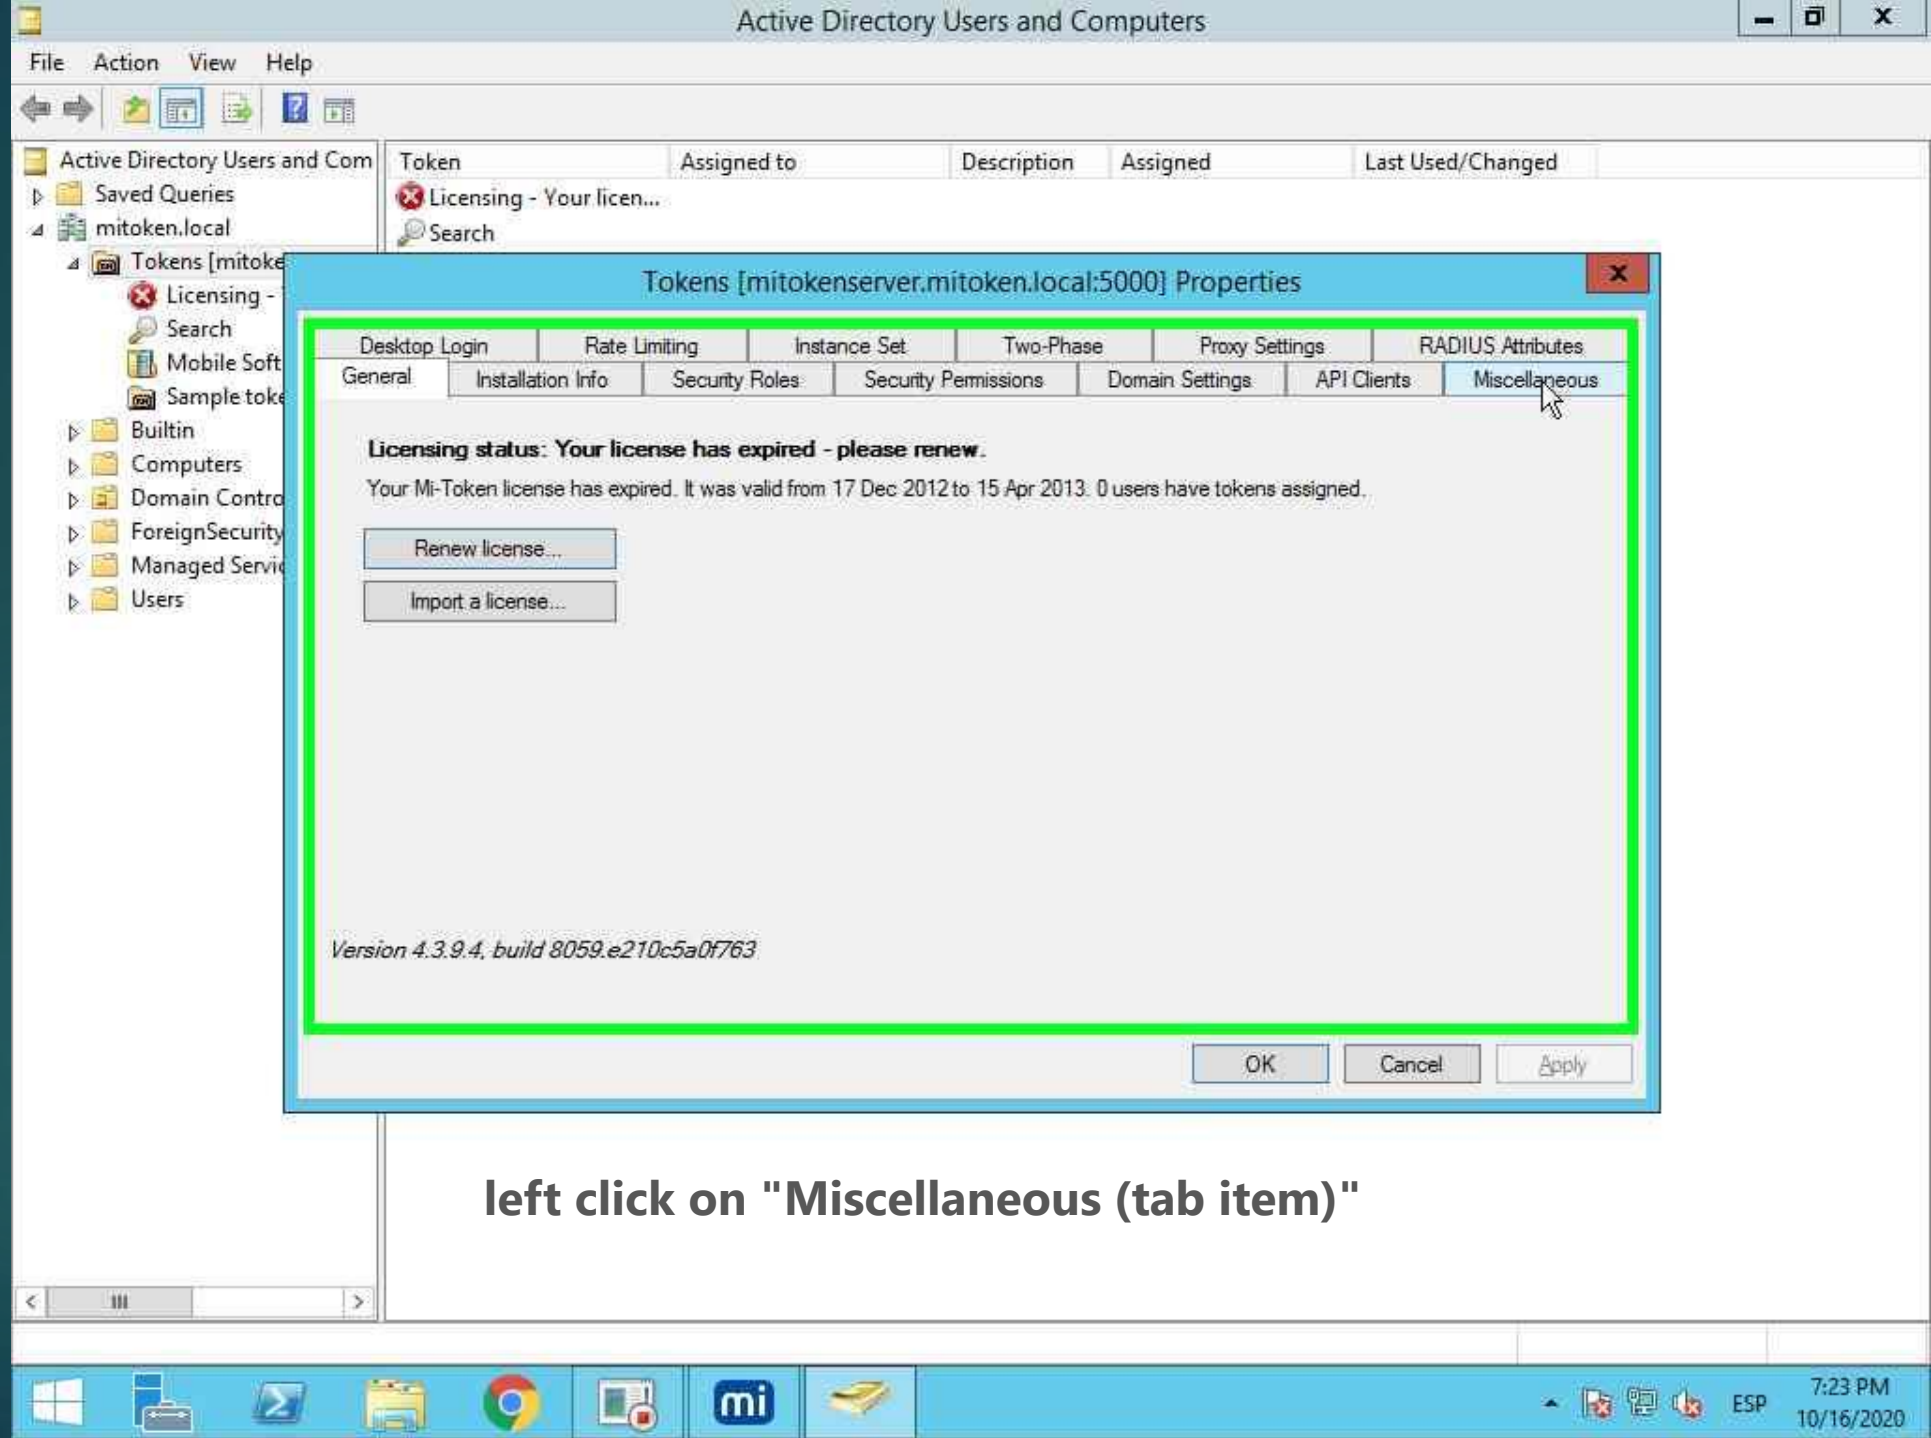 Active Directory Users and Computers
File Action View Help
Active Directory Users and Com
Saved Queries
mitoken.local
Tokens [mitoke
Licensing -
Search
Mobile Soft
Sample toke
Builtin
Computers
Domain Contro
ForeignSecurity
Managed Servic
Users
Token Assigned to Description Assigned Last Used/Changed
Licensing - Your licen...
Search
Tokens [mitokenserver.mitoken.local:5000] Properties
Desktop Login Rate Limiting Instance Set Two-Phase Proxy Settings RADIUS Attributes
General Installation Info Security Roles Security Permissions Domain Settings API Clients Miscellaneous
Licensing status: Your license has expired - please renew.
Your Mi-Token license has expired. It was valid from 17 Dec 2012 to 15 Apr 2013. 0 users have tokens assigned.
Renew license...
Import a license...
Version 4.3.9.4, build 8059.e210c5a0f763
OK Cancel Apply
left click on "Miscellaneous (tab item)"
mi
ESP
7:23 PM
10/16/2020